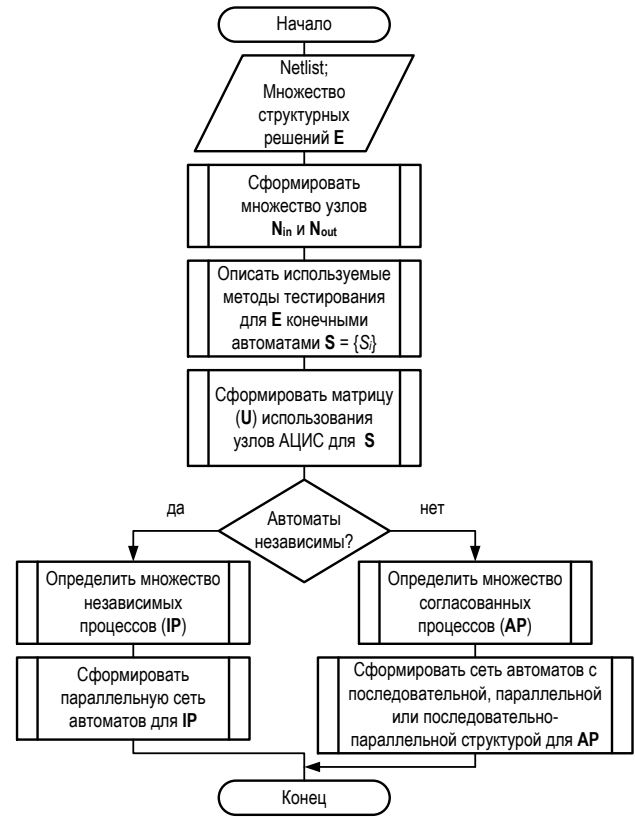 Начало
Netlist;
Множество
структурных
решений E
Сформировать
множество узлов
Nin и Nout
Описать используемые
методы тестирования
для E конечными
автоматами S = {Si}
Сформировать матрицу
(U) использования
узлов АЦИС для S
Автоматы
независимы?
да
нет
Определить множество
независимых
процессов (IP)
Сформировать
параллельную сеть
автоматов для IP
Определить множество
согласованных
процессов (AP)
Сформировать сеть автоматов с
последовательной, параллельной
или последовательно-
параллельной структурой для AP
Конец